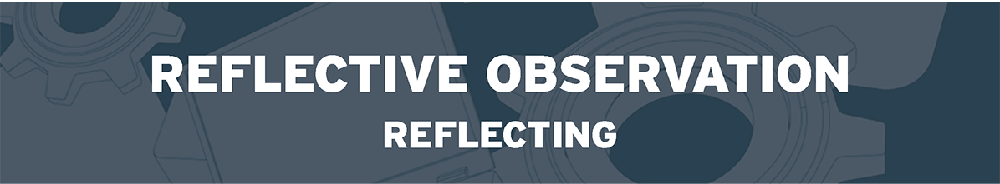 REFLECTIVE OBSERVATION
REFLECTING